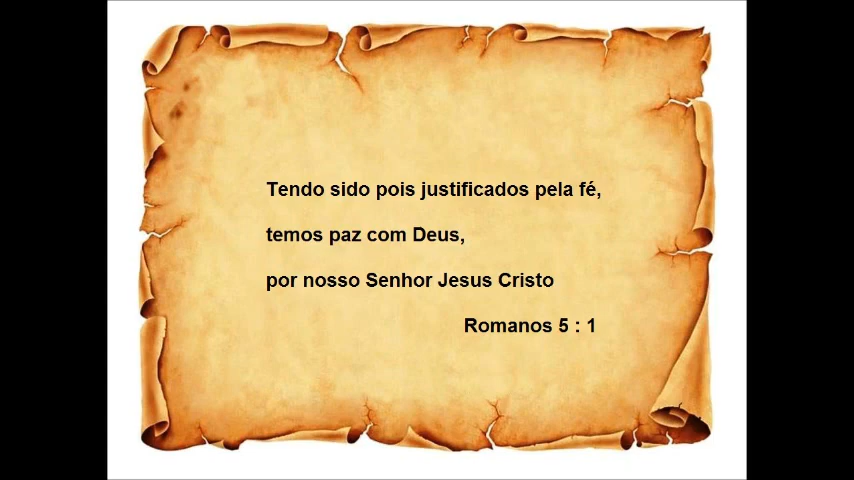 Tendo sido pois justificados pela fé,
temos paz com Deus,
por nosso Senhor Jesus Cristo
Romanos 5 : 1